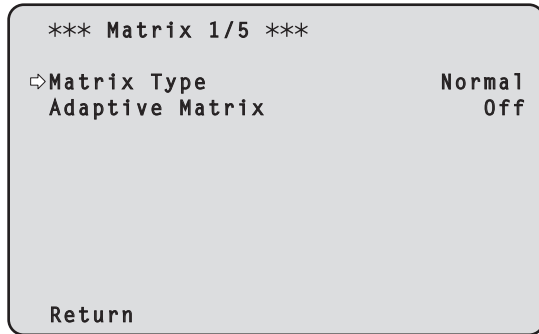 *** Matrix 1/5 ***
⇨Matrix Type Normal
Adaptive Matrix Off
Return